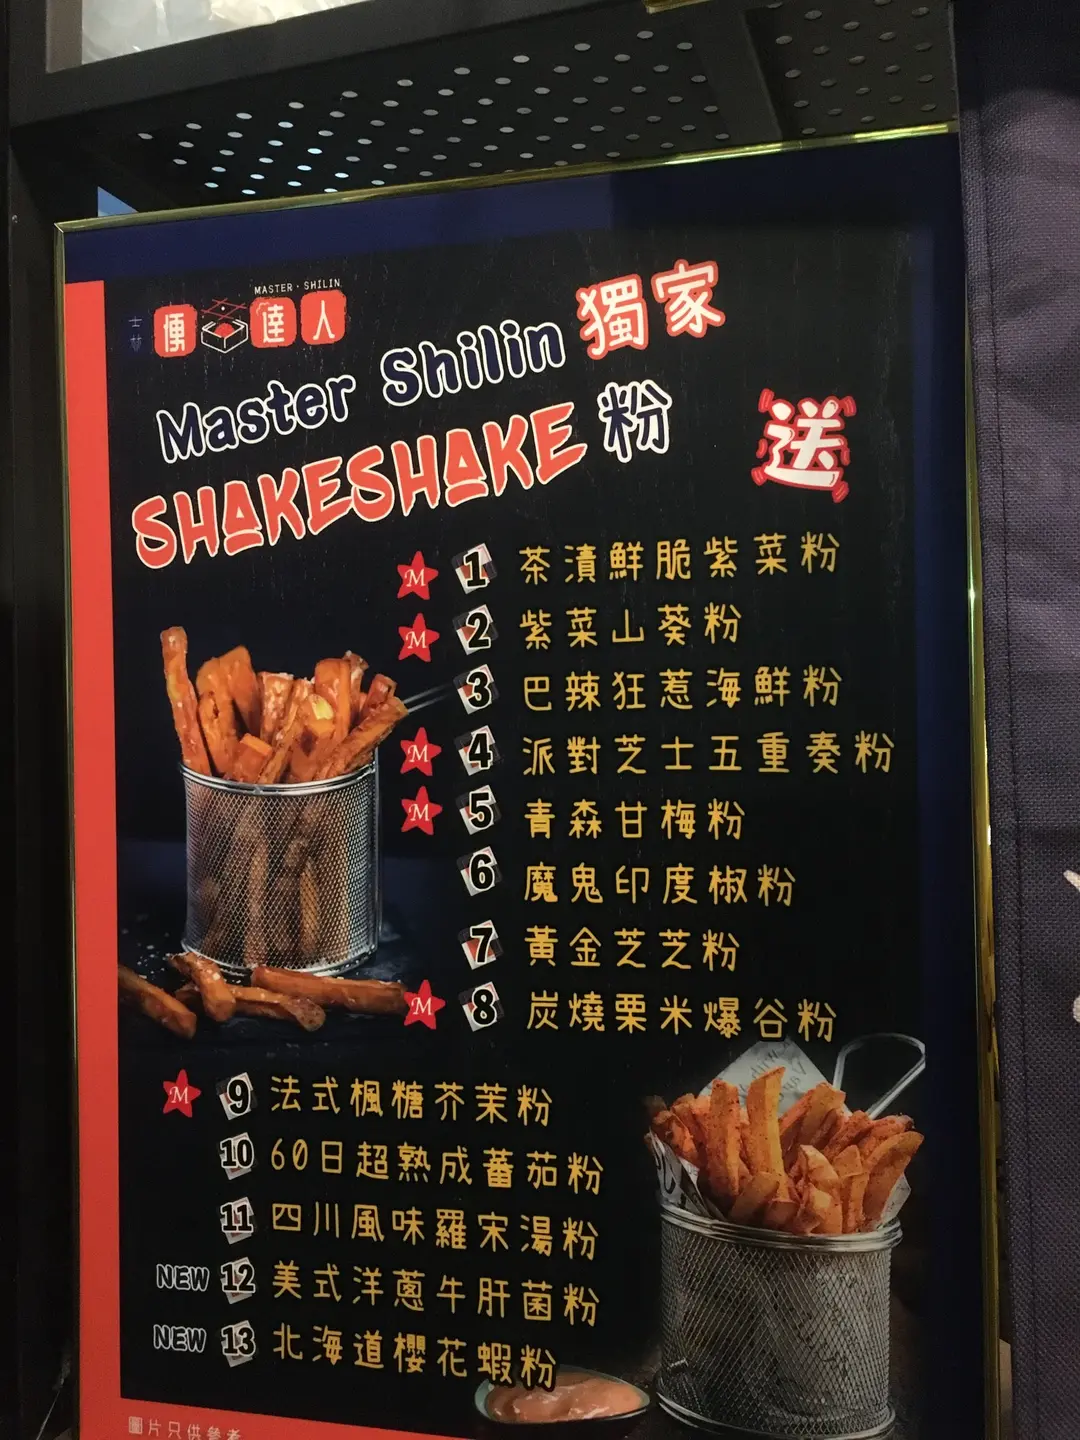 MASTER · SHILIN
士林
便 達人
Master Shilin 獨家
SHAKESHAKE 粉
送
M 1 茶漬鮮脆紫菜粉
M 2 紫菜山葵粉
3 巴辣狂惹海鮮粉
M 4 派對芝士五重奏粉
M 5 青森甘梅粉
6 魔鬼印度椒粉
7 黃金芝芝粉
M 8 炭燒栗米爆谷粉
M 9 法式楓糖芥茉粉
10 60日超熟成蕃茄粉
11 四川風味羅宋湯粉
NEW 12 美式洋蔥牛肝菌粉
NEW 13 北海道櫻花蝦粉
圖片只供參考